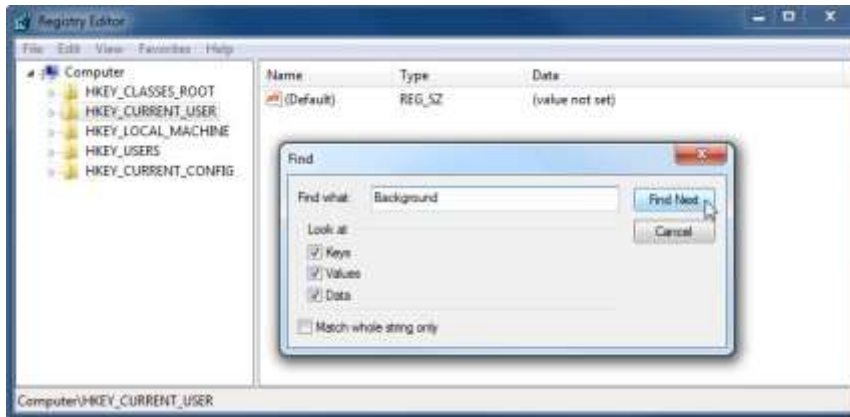 Registry Editor
File Edit View Favorites Help
Computer
HKEY_CLASSES_ROOT
HKEY_CURRENT_USER
HKEY_LOCAL_MACHINE
HKEY_USERS
HKEY_CURRENT_CONFIG
Name Type Data
ab (Default) REG_SZ (value not set)
Find
Find what: Background Find Next
Look at Cancel
Keys
Values
Data
Match whole string only
Computer\HKEY_CURRENT_USER